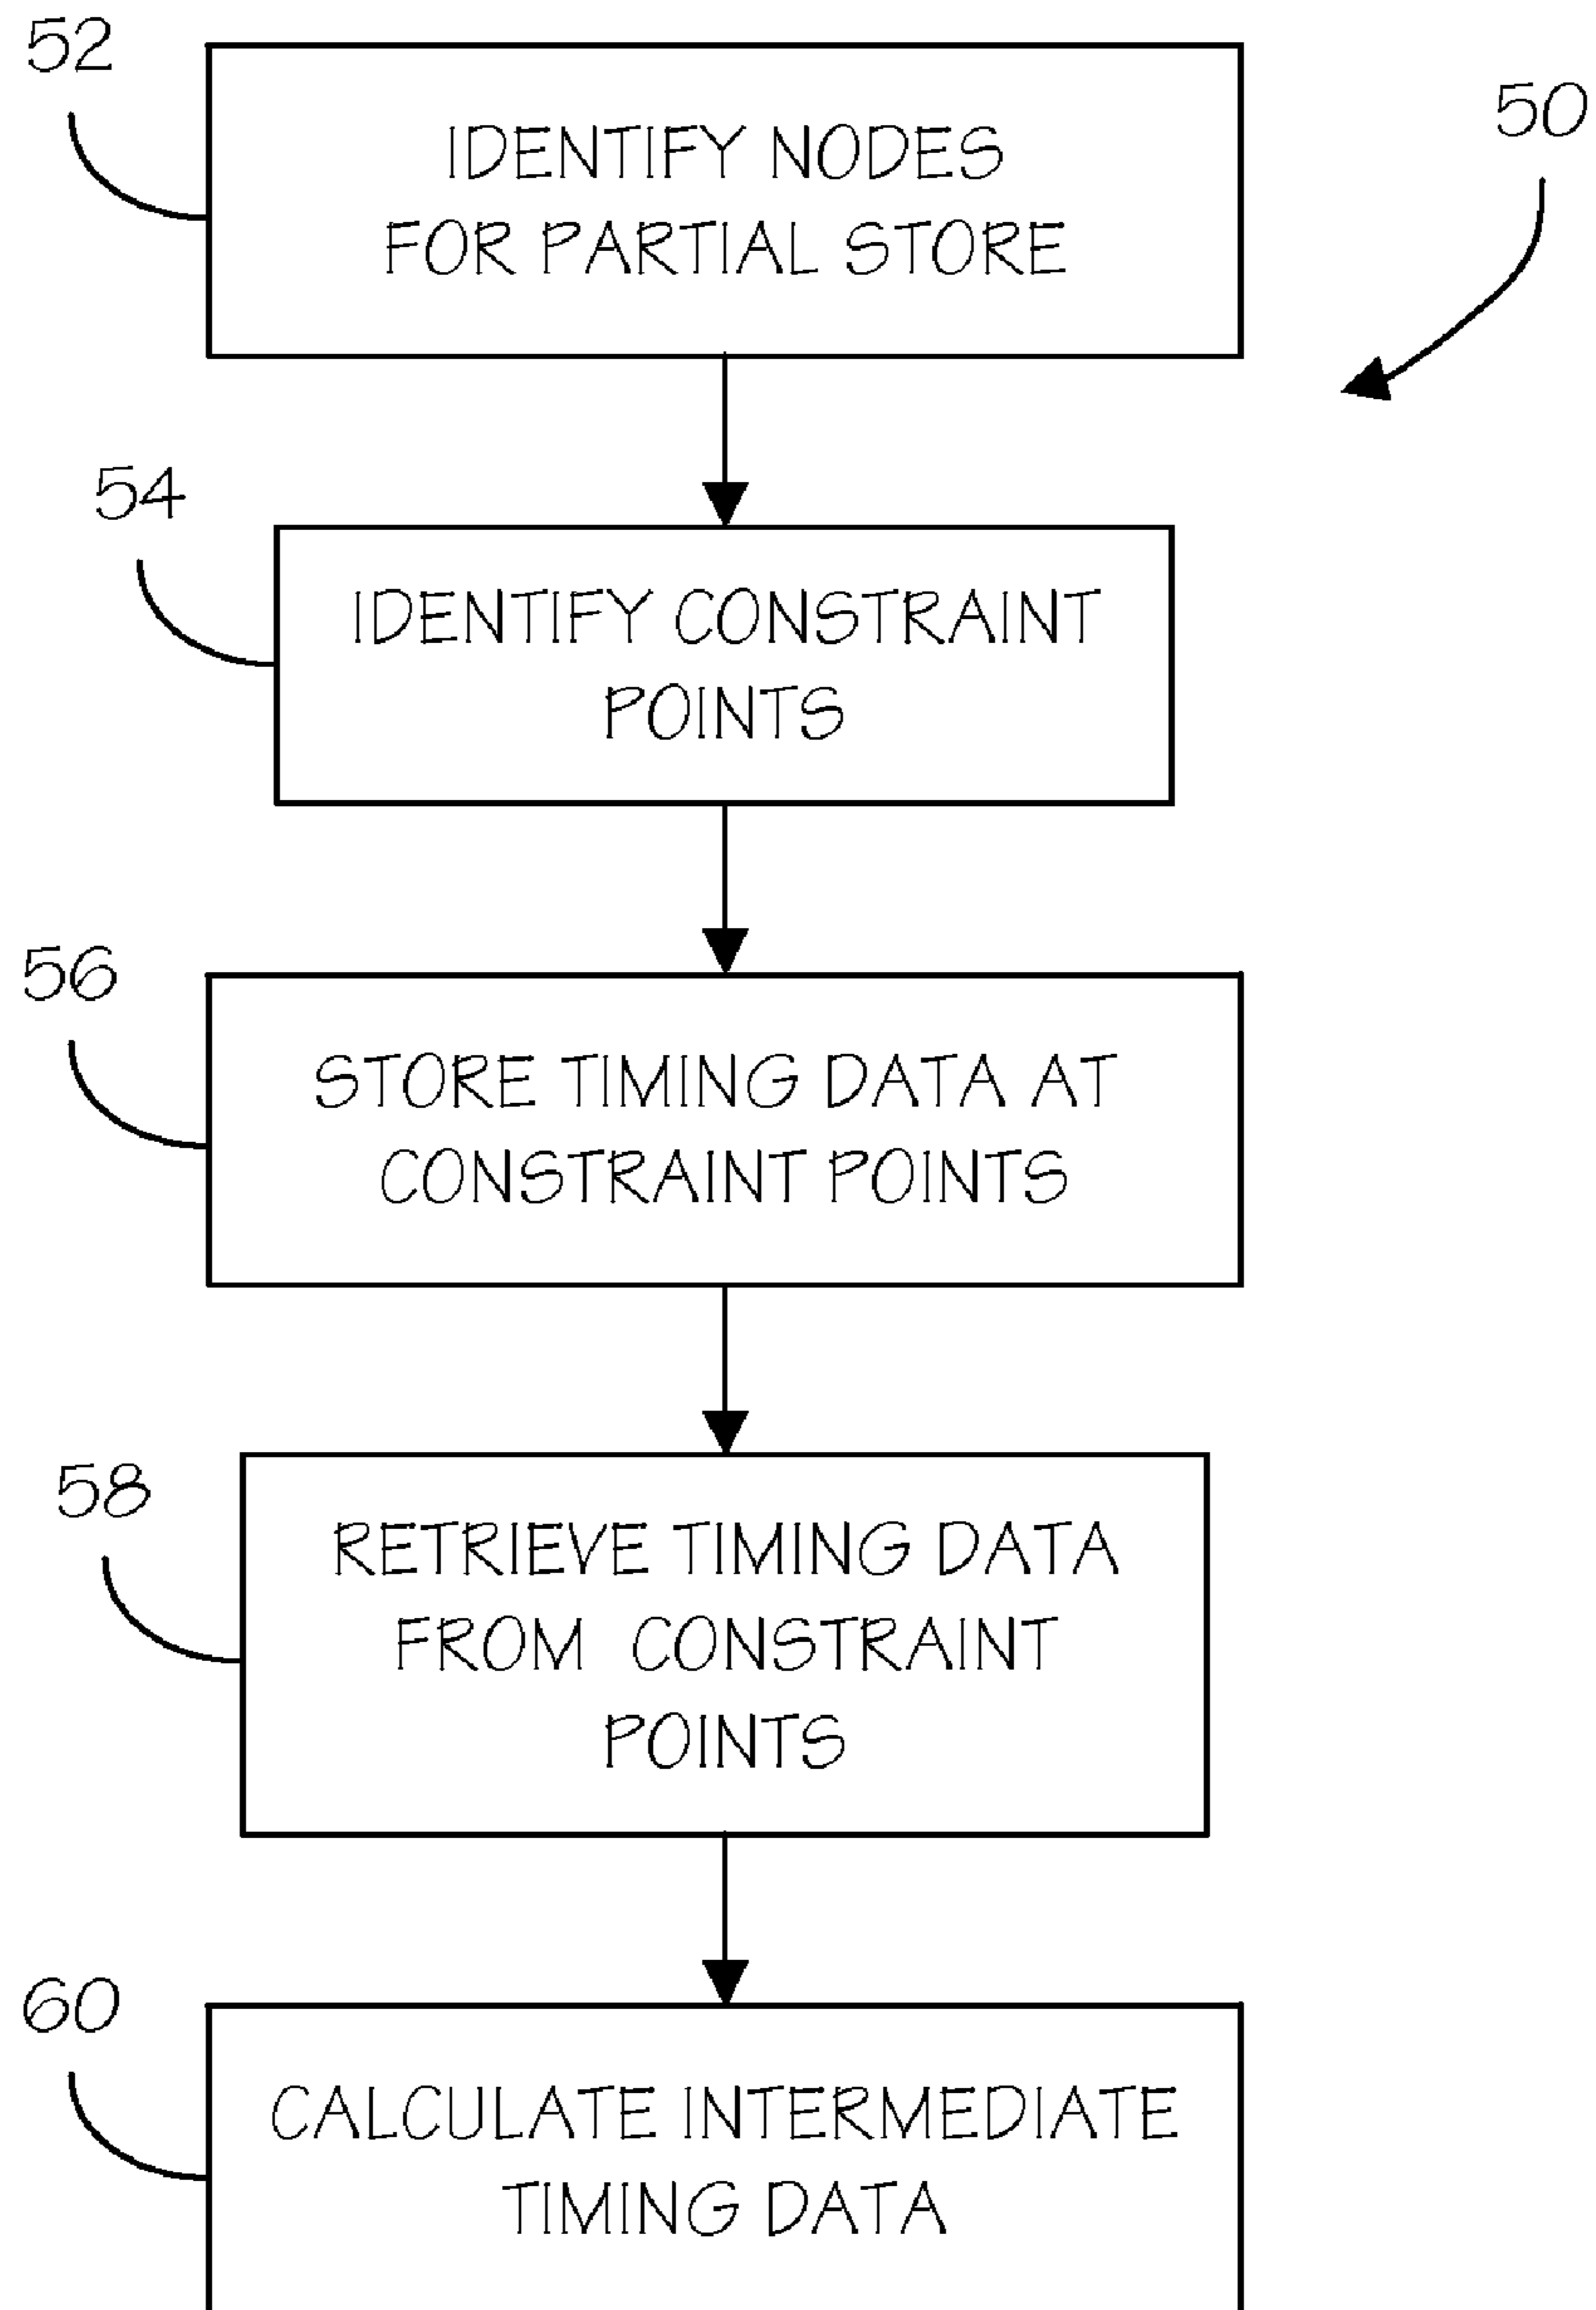 52
50
IDENTIFY NODES
FOR PARTIAL STORE
54
IDENTIFY CONSTRAINT
POINTS
56
STORE TIMING DATA AT
CONSTRAINT POINTS
58
RETRIEVE TIMING DATA
FROM CONSTRAINT
POINTS
60
CALCULATE INTERMEDIATE
TIMING DATA